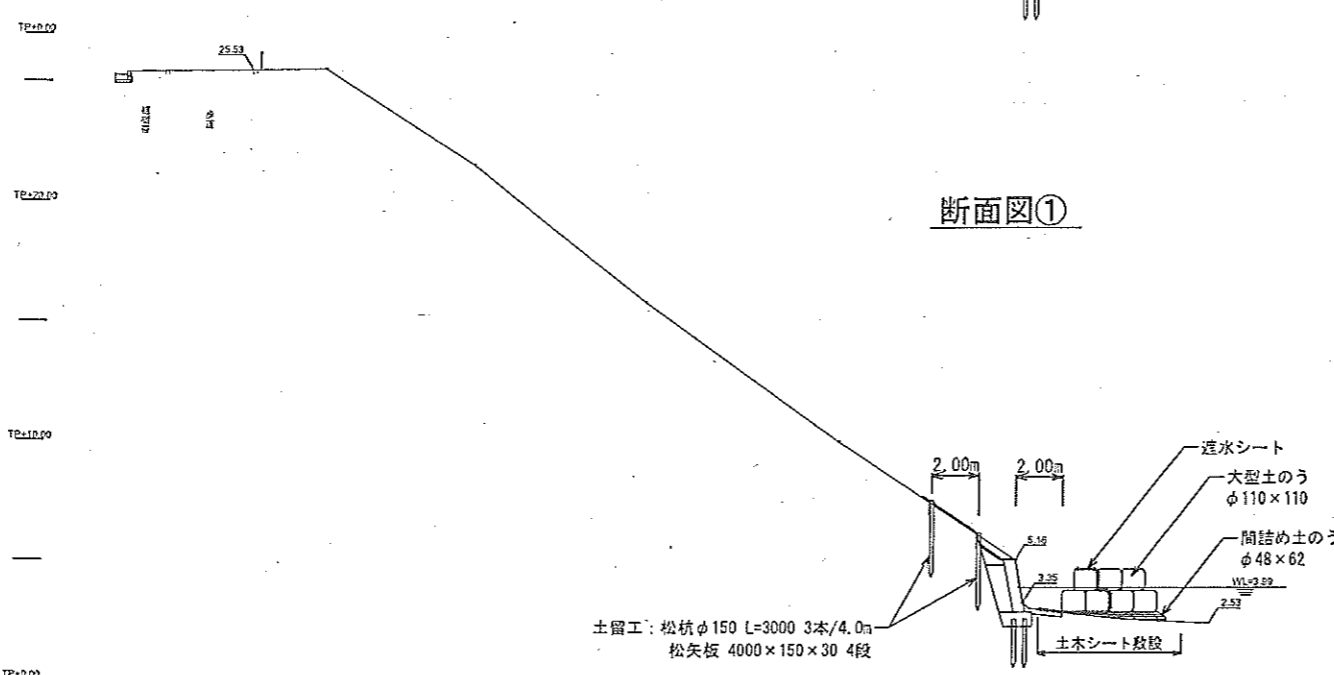 TP+0.00
25.53
TP+20.00
断面図①
TP+10.00
2.00m
2.00m
遮水シート
大型土のう
φ110×110
間詰め土のう
φ48×62
5.16
3.35
WL=3.89
2.53
土留工：松杭φ150 L=3000 3本/4.0m
松矢板 4000×150×30 4段
土木シート敷設
TP+0.00